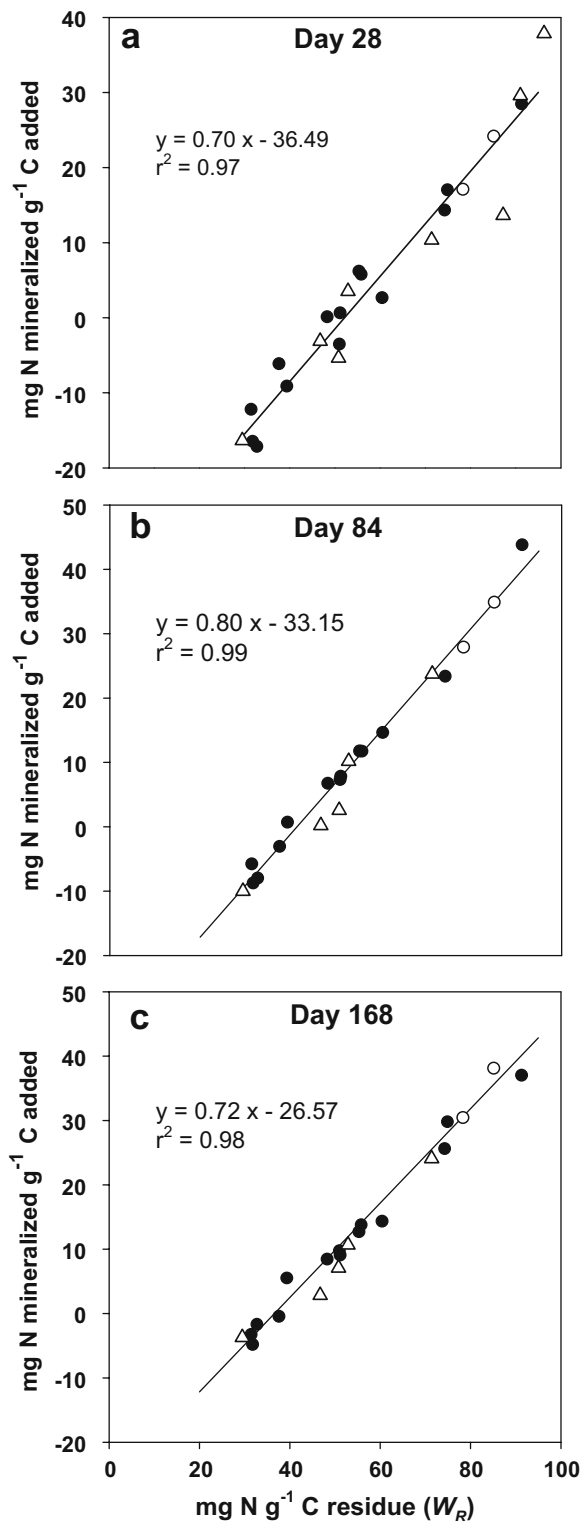 a
Day 28
y = 0.70 x - 36.49
r² = 0.97
mg N mineralized g⁻¹ C added
40
30
20
10
0
-10
-20
b
Day 84
y = 0.80 x - 33.15
r² = 0.99
mg N mineralized g⁻¹ C added
50
40
30
20
10
0
-10
-20
c
Day 168
y = 0.72 x - 26.57
r² = 0.98
mg N mineralized g⁻¹ C added
50
40
30
20
10
0
-10
-20
0 20 40 60 80 100
mg N g⁻¹ C residue (W_R)